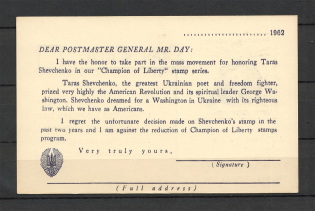 ........................... 1962
DEAR POSTMASTER GENERAL MR. DAY:
I have the honor to take part in the mass movement for honoring Taras
Shevchenko in our "Champion of Liberty" stamp series.
Taras Shevchenko, the greatest Ukrainian poet and freedom fighter,
prized very highly the American Revolution and its spiritual leader George Wa-
shington. Shevchenko dreamed for a Washington in Ukraine with its righteous
law, which we have as Americans.
I regret the unfortunate decision made on Shevchenko's stamp in the
past two years and I am against the reduction of Champion of Liberty stamps
program.
Very truly yours,
(Signature)
(Full address)